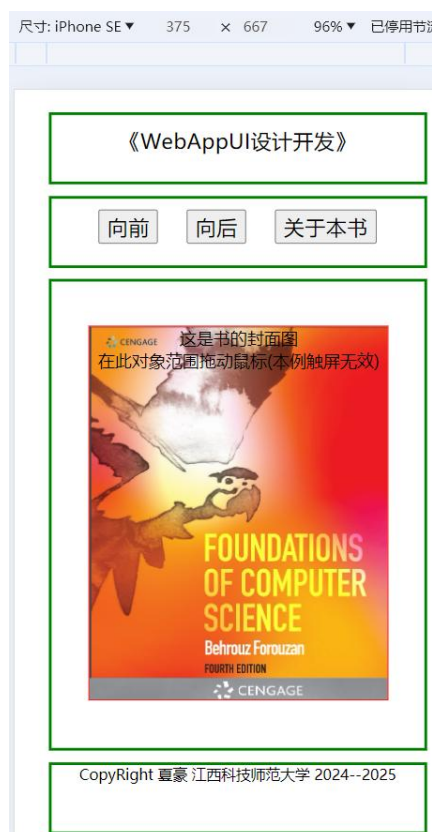 尺寸: iPhone SE ▼ 375 × 667 96% ▼ 已停用节流
《WebAppUI设计开发》
向前 向后 关于本书
CENGAGE 这是书的封面图
在此对象范围拖动鼠标(本例触屏无效)
FOUNDATIONS
OF COMPUTER
SCIENCE
Behrouz Forouzan
FOURTH EDITION
CENGAGE
CopyRight 夏豪 江西科技师范大学 2024--2025